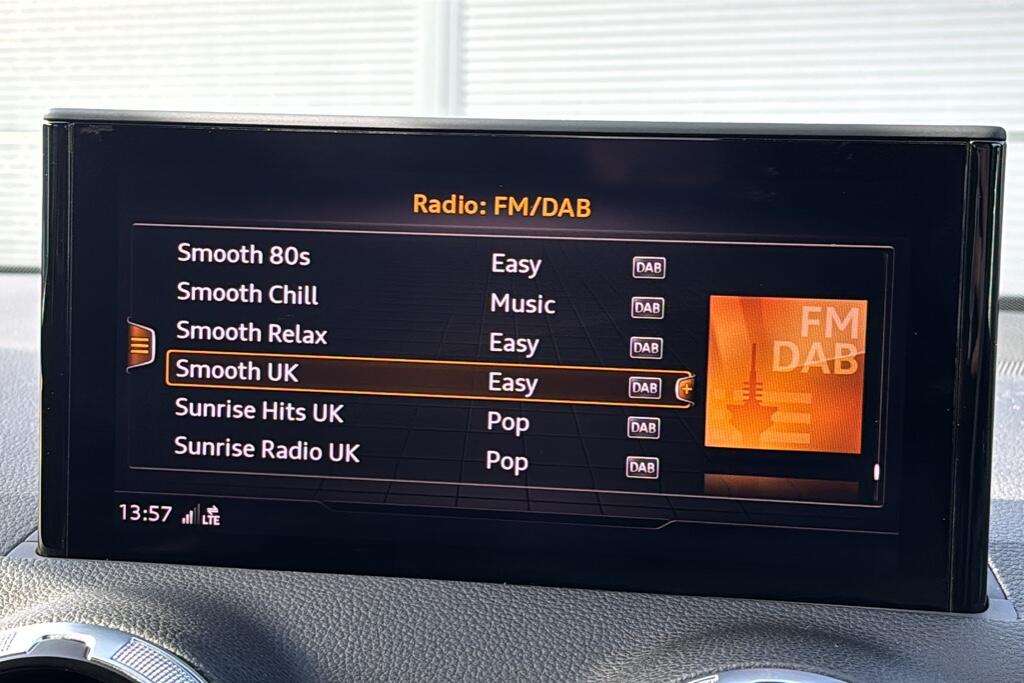 Radio: FM/DAB
Smooth 80s Easy DAB
Smooth Chill Music DAB
Smooth Relax Easy DAB
Smooth UK Easy DAB
Sunrise Hits UK Pop DAB
Sunrise Radio UK Pop DAB
FM
DAB
13:57 LTE